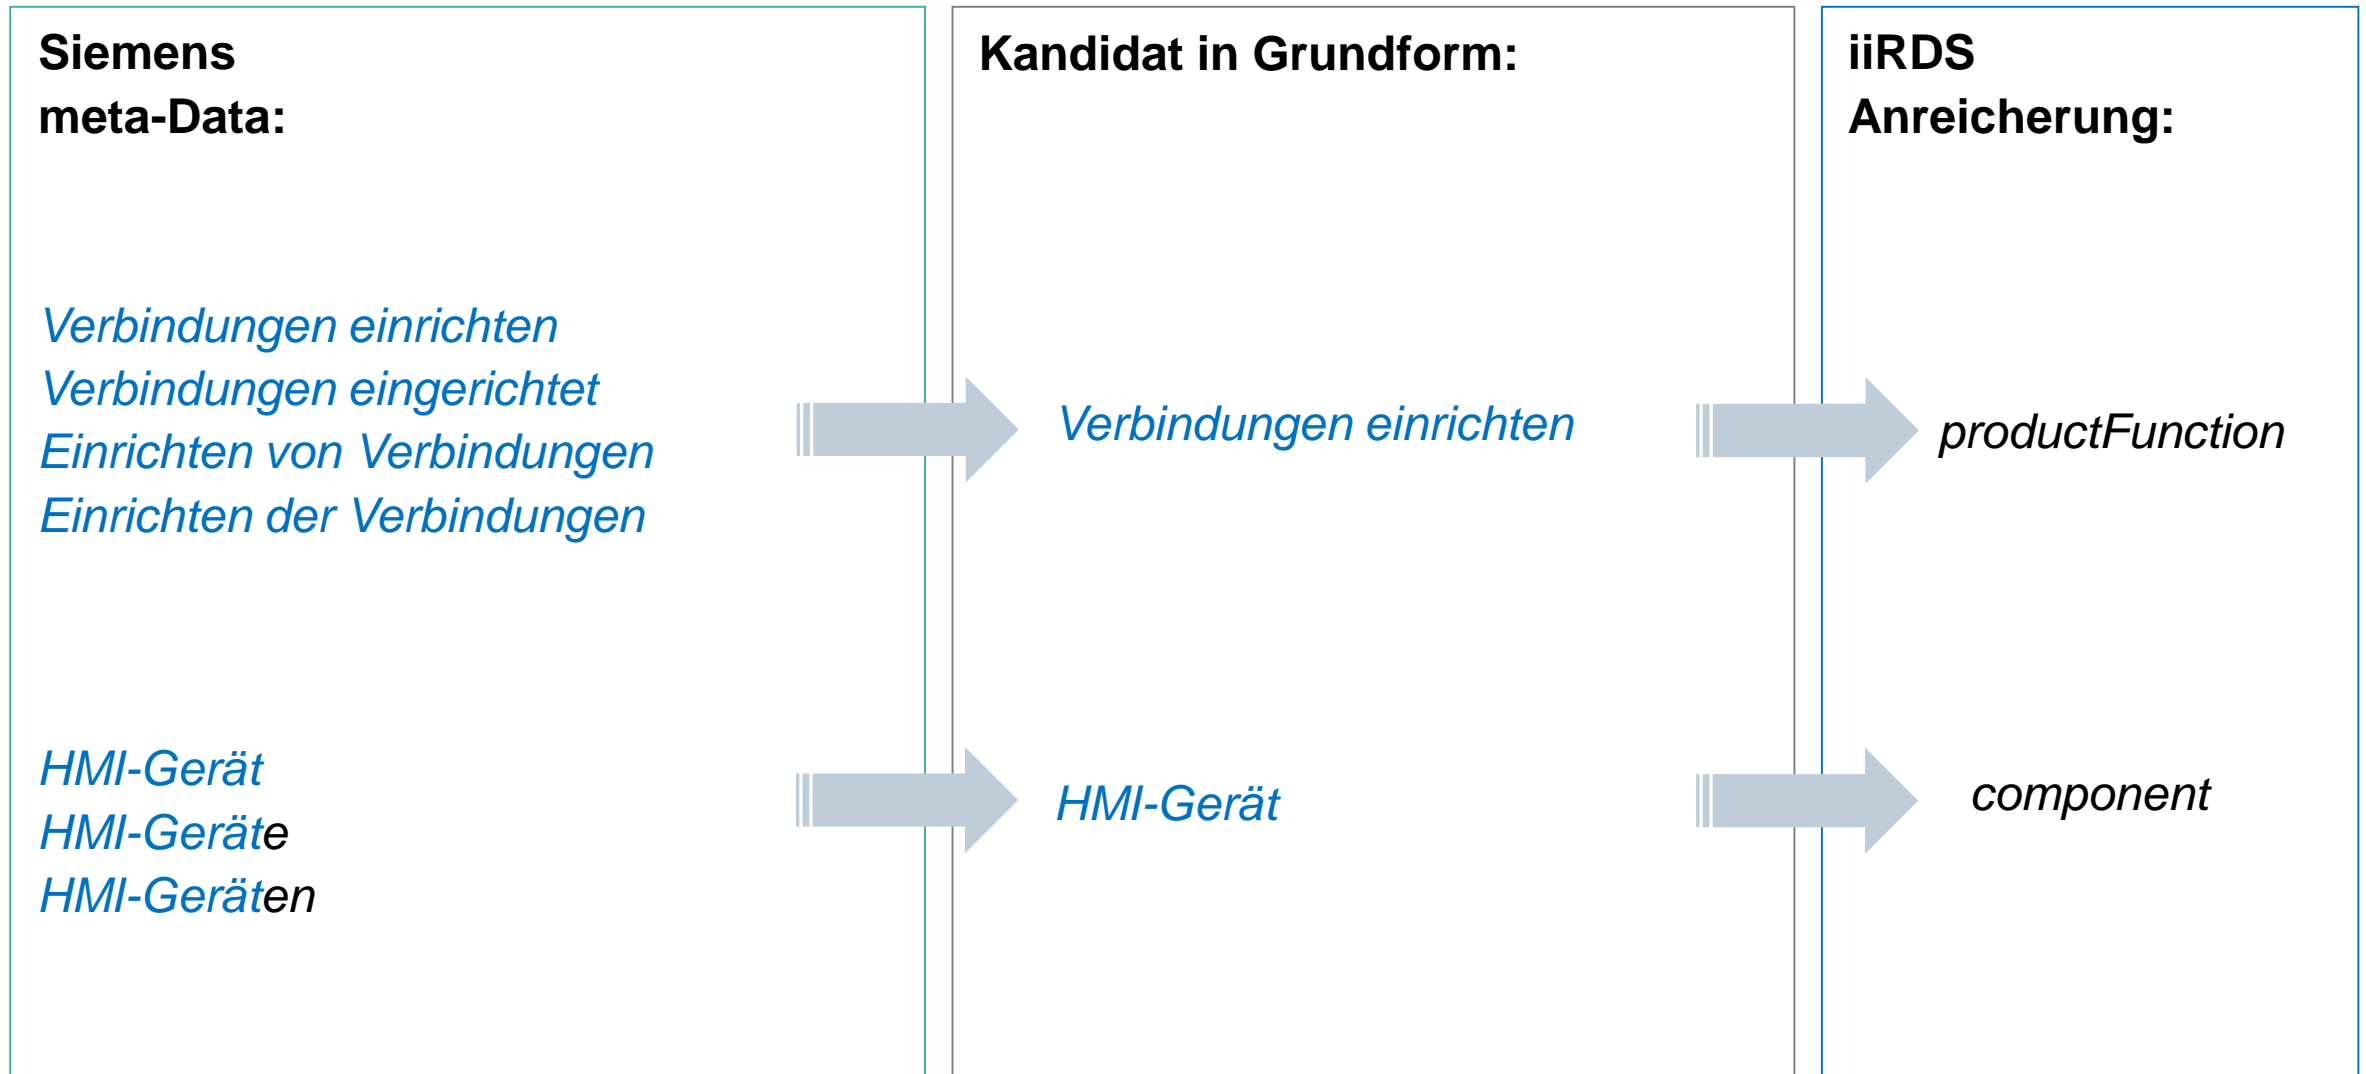 Siemens
meta-Data:
Verbindungen einrichten
Verbindungen eingerichtet
Einrichten von Verbindungen
Einrichten der Verbindungen
HMI-Gerät
HMI-Geräte
HMI-Geräten
Kandidat in Grundform:
Verbindungen einrichten
HMI-Gerät
iiRDS
Anreicherung:
productFunction
component